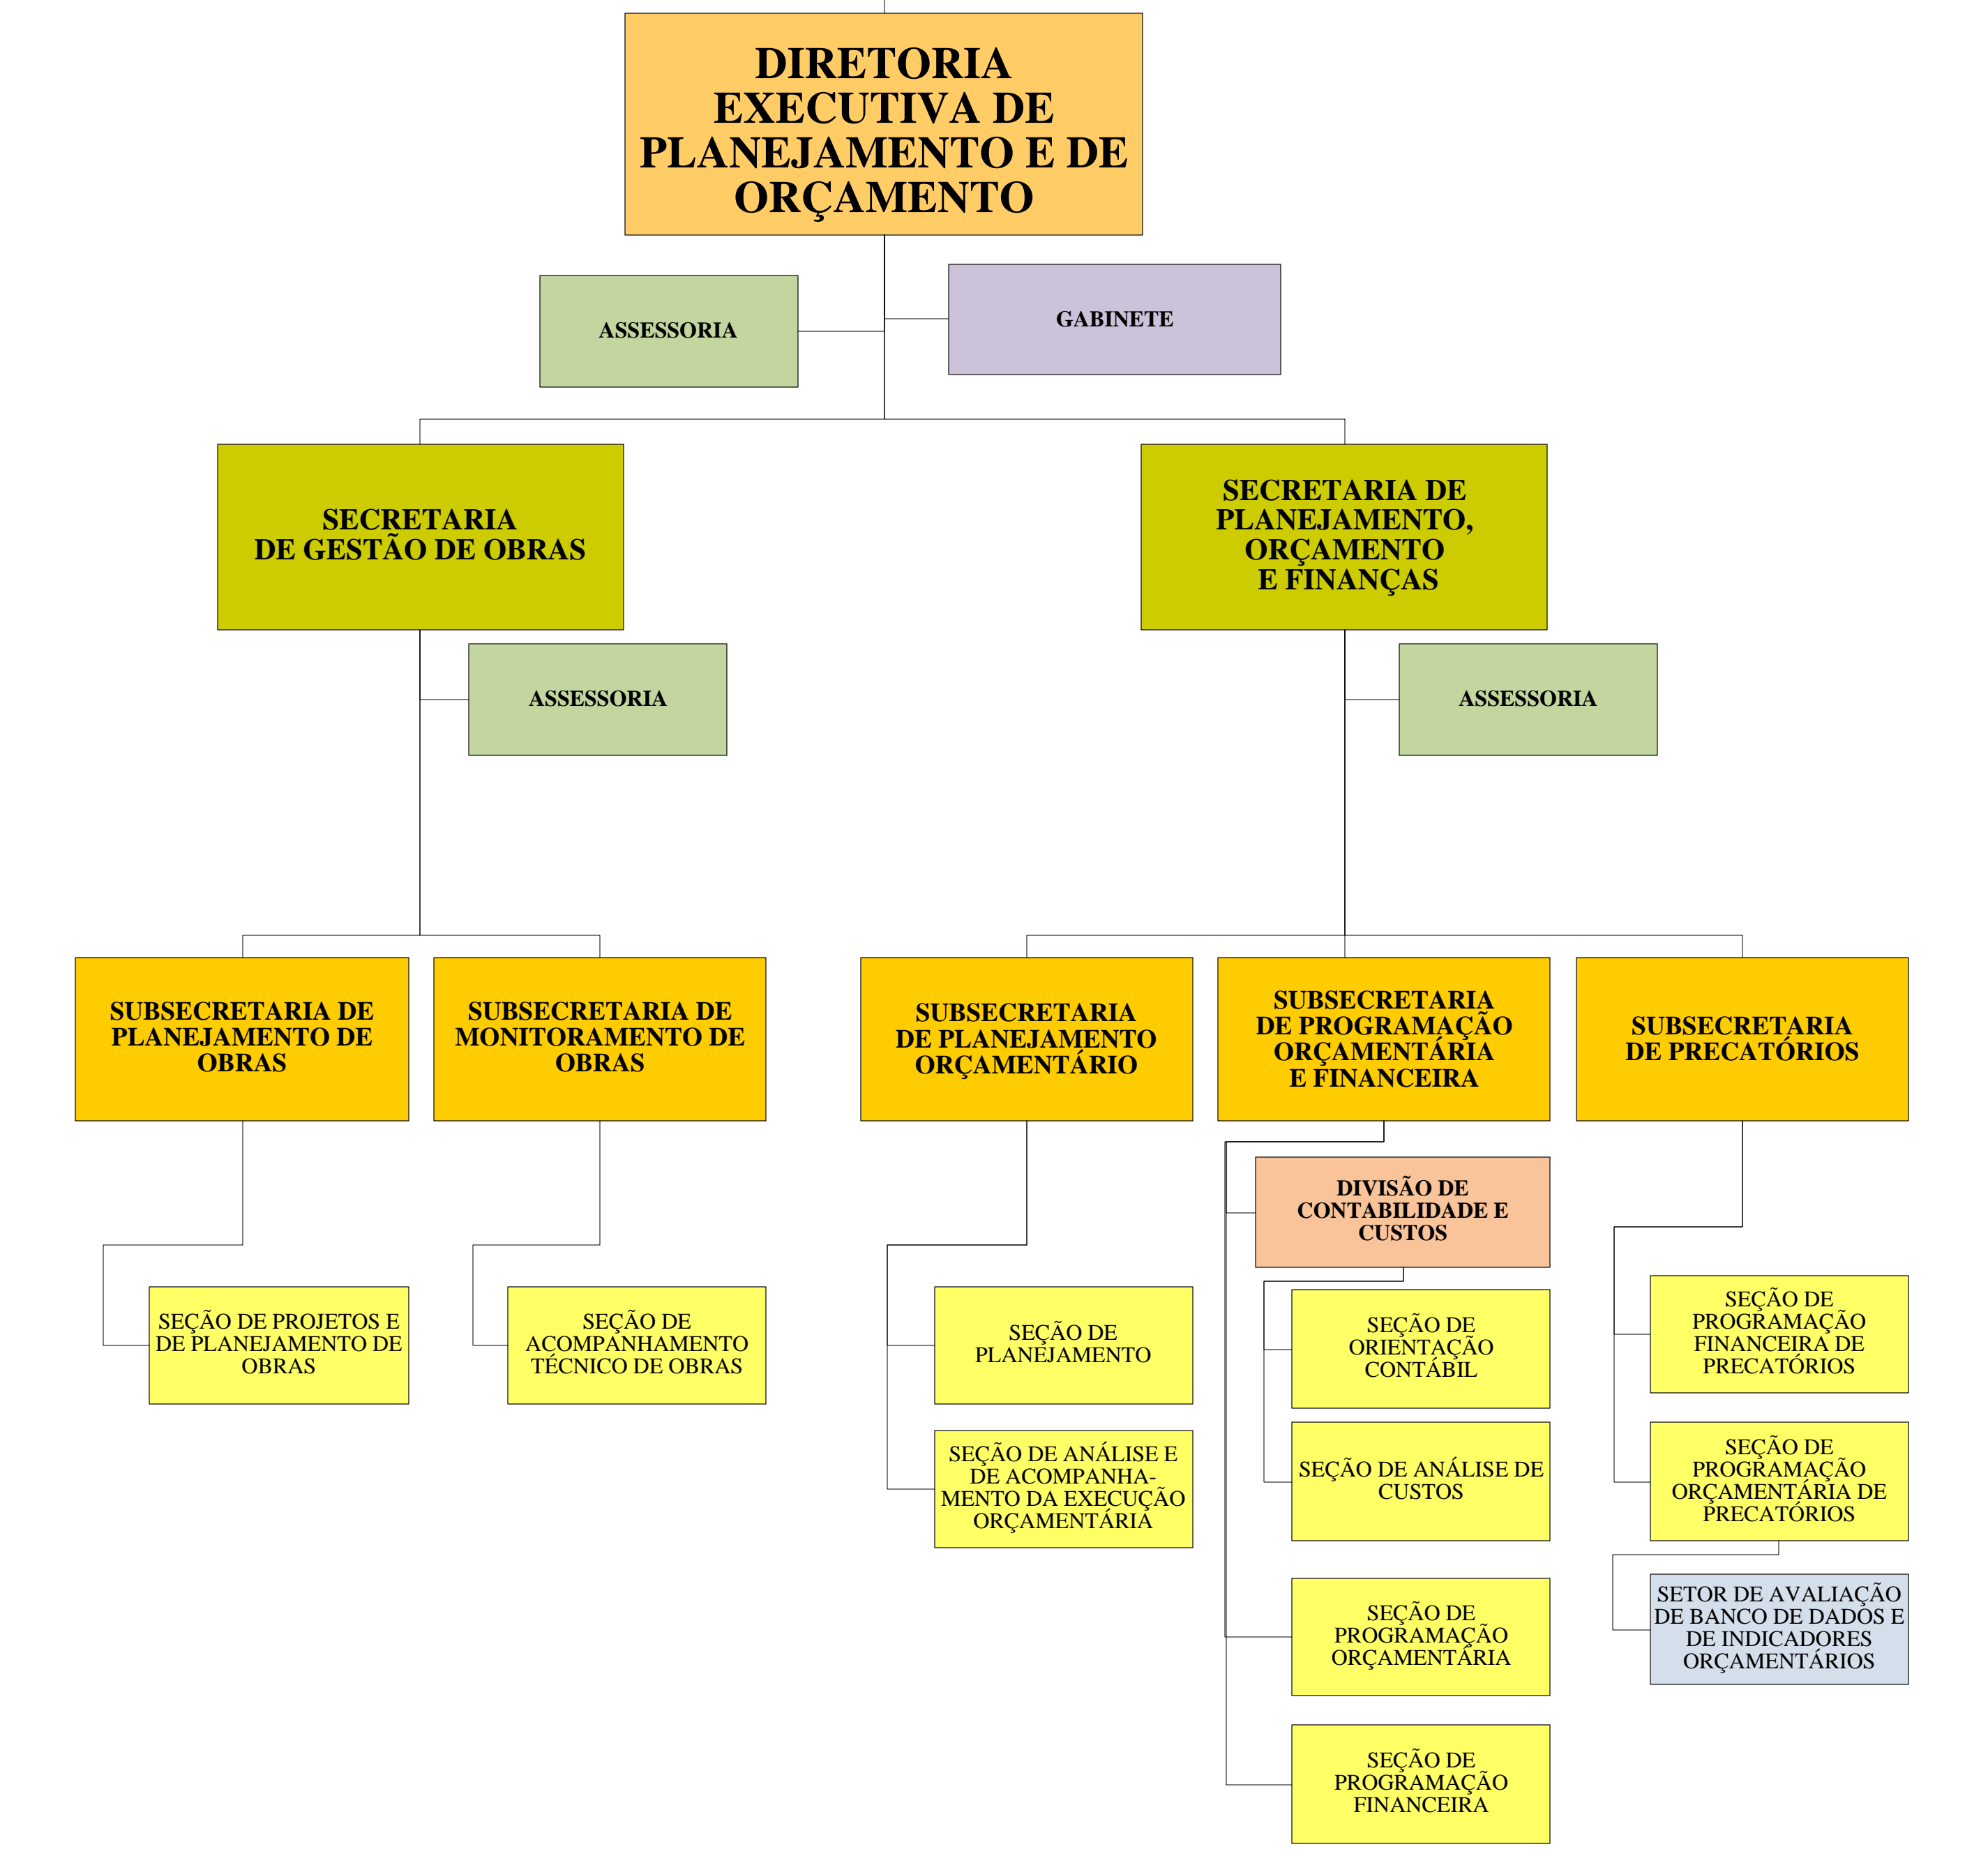 DIRETORIA
EXECUTIVA DE
PLANEJAMENTO E DE
ORÇAMENTO
ASSESSORIA
GABINETE
SECRETARIA
DE GESTÃO DE OBRAS
SECRETARIA DE
PLANEJAMENTO,
ORÇAMENTO
E FINANÇAS
ASSESSORIA
ASSESSORIA
SUBSECRETARIA DE
PLANEJAMENTO DE
OBRAS
SUBSECRETARIA DE
MONITORAMENTO DE
OBRAS
SUBSECRETARIA
DE PLANEJAMENTO
ORÇAMENTÁRIO
SUBSECRETARIA
DE PROGRAMAÇÃO
ORÇAMENTÁRIA
E FINANCEIRA
SUBSECRETARIA
DE PRECATÓRIOS
DIVISÃO DE
CONTABILIDADE E
CUSTOS
SEÇÃO DE PROJETOS E
DE PLANEJAMENTO DE
OBRAS
SEÇÃO DE
ACOMPANHAMENTO
TÉCNICO DE OBRAS
SEÇÃO DE
PLANEJAMENTO
SEÇÃO DE
ORIENTAÇÃO
CONTÁBIL
SEÇÃO DE
PROGRAMAÇÃO
FINANCEIRA DE
PRECATÓRIOS
SEÇÃO DE ANÁLISE E
DE ACOMPANHA-
MENTO DA EXECUÇÃO
ORÇAMENTÁRIA
SEÇÃO DE ANÁLISE DE
CUSTOS
SEÇÃO DE
PROGRAMAÇÃO
ORÇAMENTÁRIA DE
PRECATÓRIOS
SEÇÃO DE
PROGRAMAÇÃO
ORÇAMENTÁRIA
SETOR DE AVALIAÇÃO
DE BANCO DE DADOS E
DE INDICADORES
ORÇAMENTÁRIOS
SEÇÃO DE
PROGRAMAÇÃO
FINANCEIRA